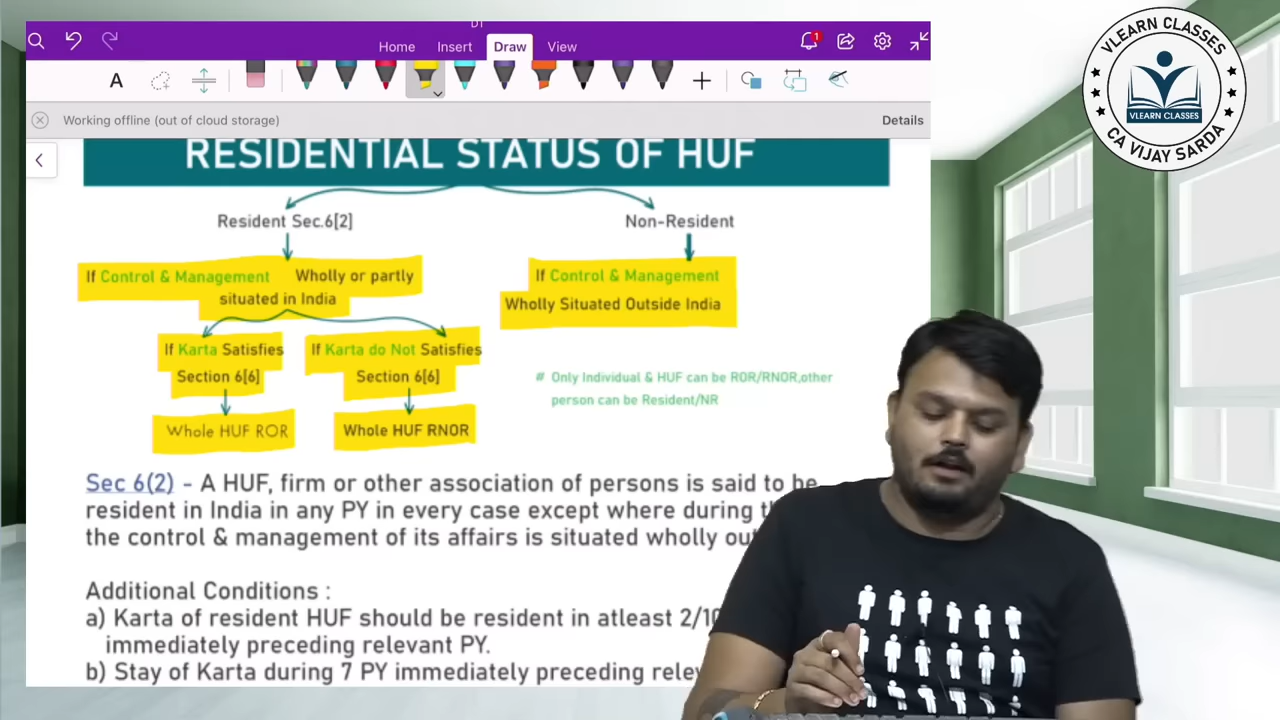 Home Insert Draw View
1
A
Working offline (out of cloud storage)
Details
RESIDENTIAL STATUS OF HUF
Resident Sec.6[2]
Non-Resident
If Control & Management Wholly or partly
situated in India
If Control & Management
Wholly Situated Outside India
If Karta Satisfies
Section 6[6]
If Karta do Not Satisfies
Section 6[6]
Whole HUF ROR
Whole HUF RNOR
# Only Individual & HUF can be ROR/RNOR,other
person can be Resident/NR
Sec 6(2) - A HUF, firm or other association of persons is said to be
resident in India in any PY in every case except where during
the control & management of its affairs is situated wholly
Additional Conditions :
a) Karta of resident HUF should be resident in atleast
immediately preceding relevant PY.
b) Stay of Karta during 7 PY immediately preceding
VLEARN CLASSES
VLEARN CLASSES
CA VIJAY SARDA